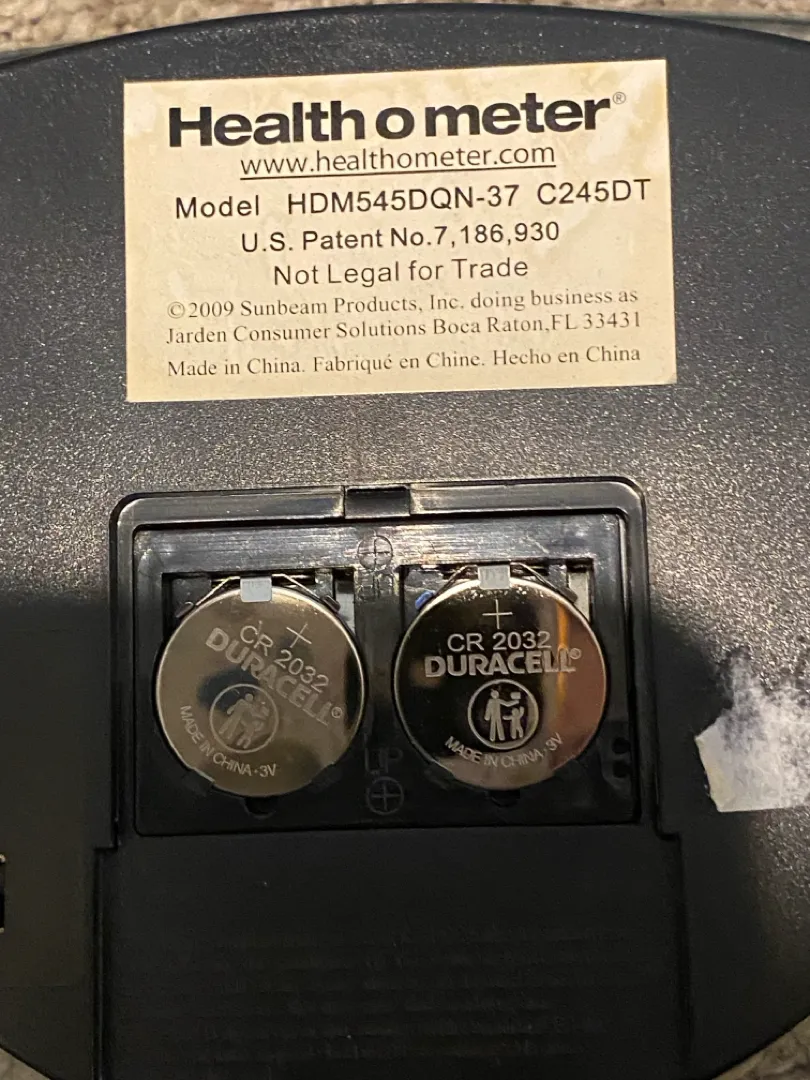 Health o meter®
www.healthometer.com
Model HDM545DQN-37 C245DT
U.S. Patent No.7,186,930
Not Legal for Trade
©2009 Sunbeam Products, Inc. doing business as
Jarden Consumer Solutions Boca Raton,FL 33431
Made in China. Fabriqué en Chine. Hecho en China
+
CR 2032
DURACELL®
MADE IN CHINA · 3V
+
CR 2032
DURACELL®
MADE IN CHINA · 3V
UP